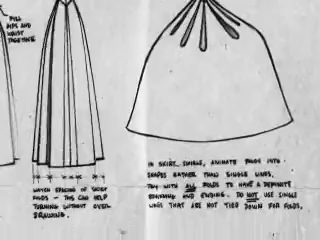 PULL
HIPS AND
WAIST
TOGETHER
WATCH SPACING OF SKIRT
FOLDS - THIS CAN HELP
TURNING WITHOUT OVER
DRAWING.
IN SKIRT SWING, ANIMATE FOLDS INTO
SHAPES RATHER THAN SINGLE LINES,
TRY WITH ALL FOLDS TO HAVE A DEFINITE
BEGINNING AND ENDING. DO NOT USE SINGLE
LINES THAT ARE NOT TIED DOWN FOR FOLDS.